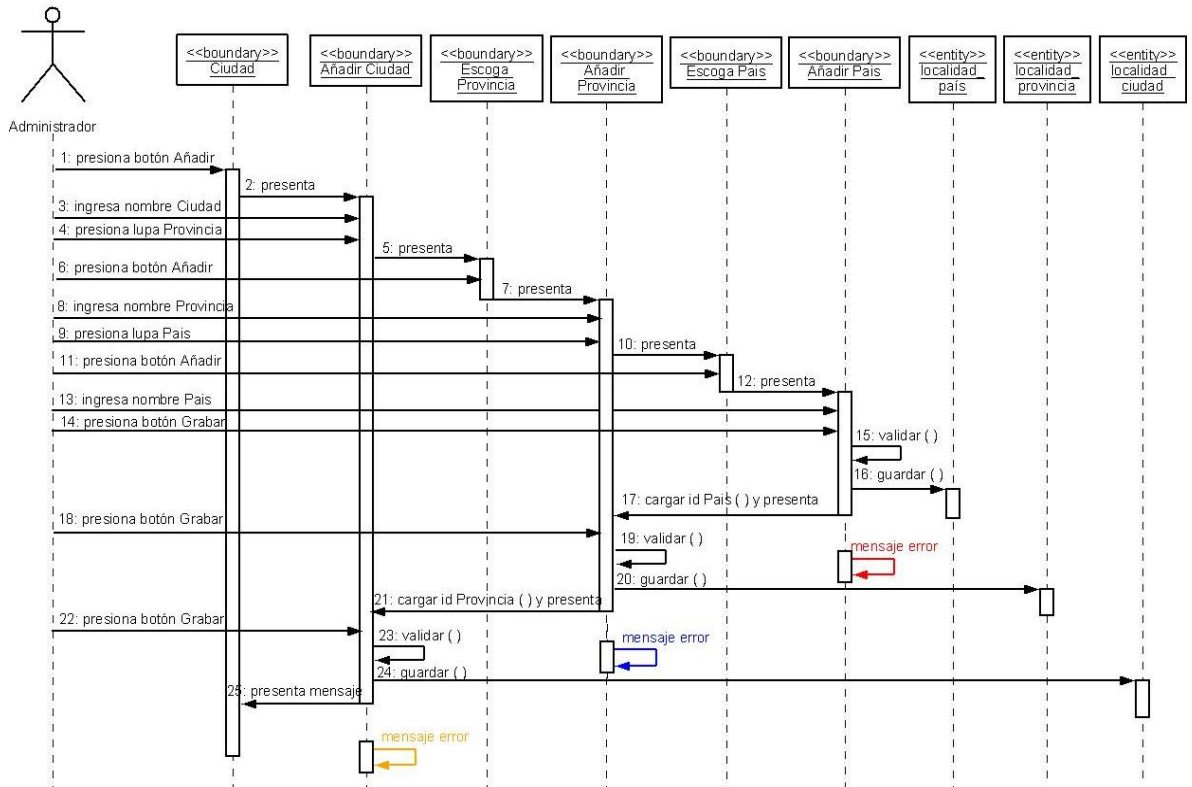 <<boundary>>
Ciudad
<<boundary>>
Añadir Ciudad
<<boundary>>
Escoga
Provincia
<<boundary>>
Añadir
Provincia
<<boundary>>
Escoga Pais
<<boundary>>
Añadir Pais
<<entity>>
localidad_
país
<<entity>>
localidad_
provincia
<<entity>>
localidad_
ciudad
Administrador
1: presiona botón Añadir
2: presenta
3: ingresa nombre Ciudad
4: presiona lupa Provincia
5: presenta
6: presiona botón Añadir
7: presenta
8: ingresa nombre Provincia
9: presiona lupa Pais
10: presenta
11: presiona botón Añadir
12: presenta
13: ingresa nombre Pais
14: presiona botón Grabar
15: validar ( )
16: guardar ( )
17: cargar id Pais ( ) y presenta
18: presiona botón Grabar
19: validar ( )
mensaje error
20: guardar ( )
21: cargar id Provincia ( ) y presenta
22: presiona botón Grabar
23: validar ( )
mensaje error
24: guardar ( )
25: presenta mensaje
mensaje error